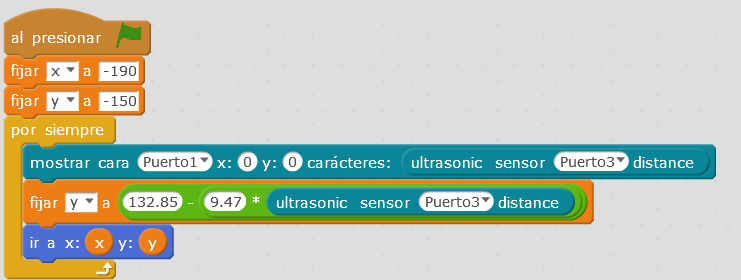 al presionar
fijar x a -190
fijar y a -150
por siempre
mostrar cara Puerto1 x: 0 y: 0 carácteres: ultrasonic sensor Puerto3 distance
fijar y a 132.85 - 9.47 * ultrasonic sensor Puerto3 distance
ir a x: x y: y